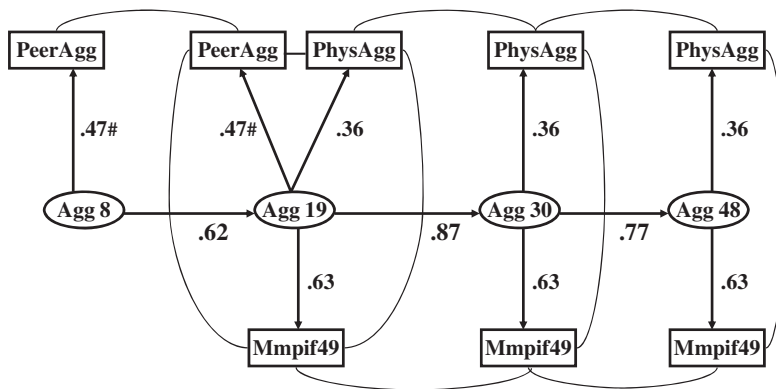 PeerAgg PeerAgg PhysAgg PhysAgg PhysAgg
.47# .47# .36 .36 .36
Agg 8 Agg 19 Agg 30 Agg 48
.62 .87 .77
.63 .63 .63
Mmpif49 Mmpif49 Mmpif49